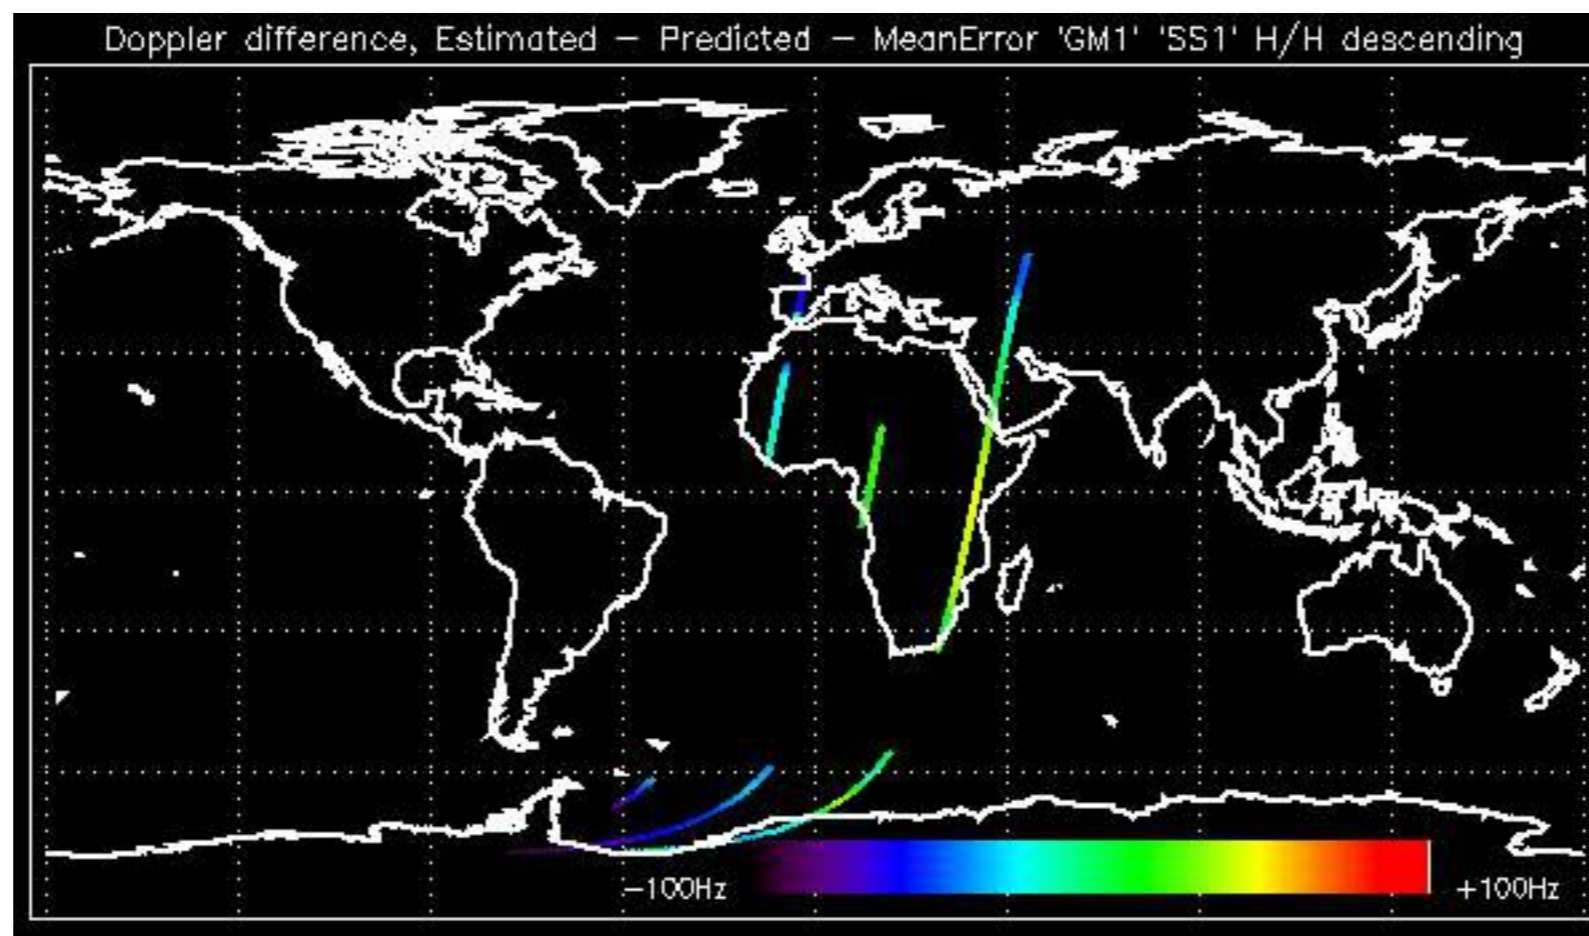 Doppler difference, Estimated – Predicted – MeanError 'GM1' 'SS1' H/H descending
–100Hz +100Hz